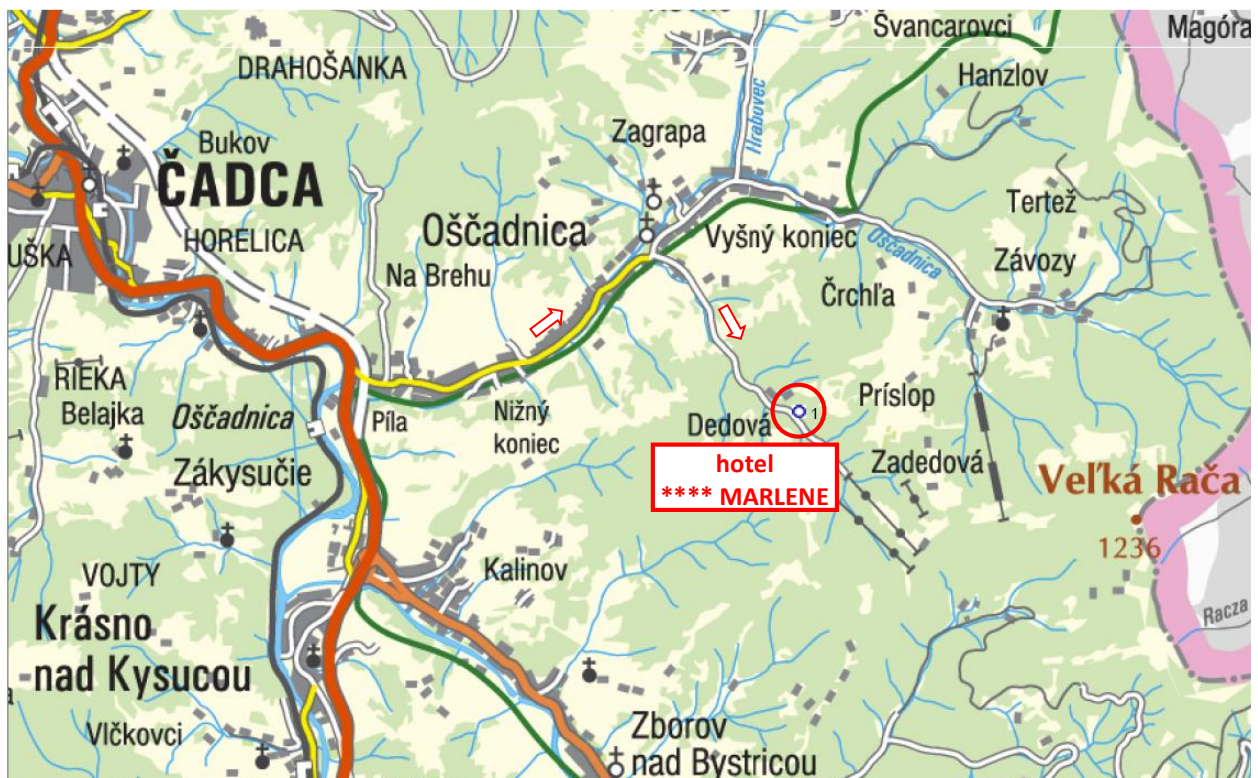 Švancarovci
Magóra
DRAHOŠANKA
Hanzlov
Bukov
Zagrapa
Hrabovec
ČADCA
Tertež
Oščadnica
Vyšný koniec
Oščadnica
HORELICA
UŠKA
Na Brehu
Závozy
Črchľa
RIEKA
Belajka
Oščadnica
Píla
Nižný
koniec
Dedová
1
Príslop
hotel
**** MARLENE
Zadedová
Veľká Rača
1236
Zákysučie
VOJTY
Kalinov
Racza
Krásno
nad Kysucou
Vlčkovci
Zborov
nad Bystricou